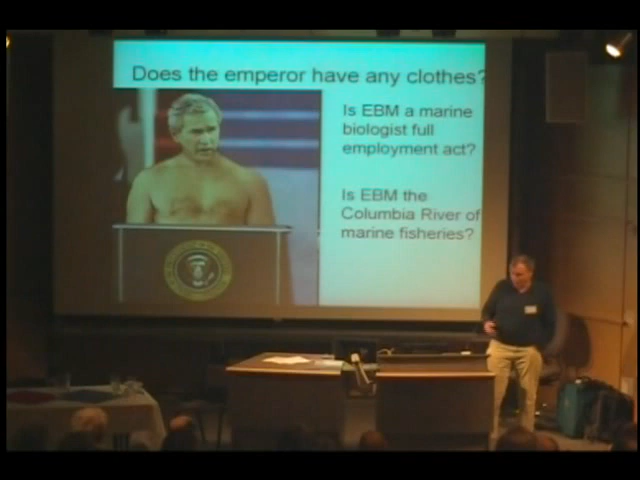 Does the emperor have any clothes?
Is EBM a marine
biologist full
employment act?
Is EBM the
Columbia River of
marine fisheries?